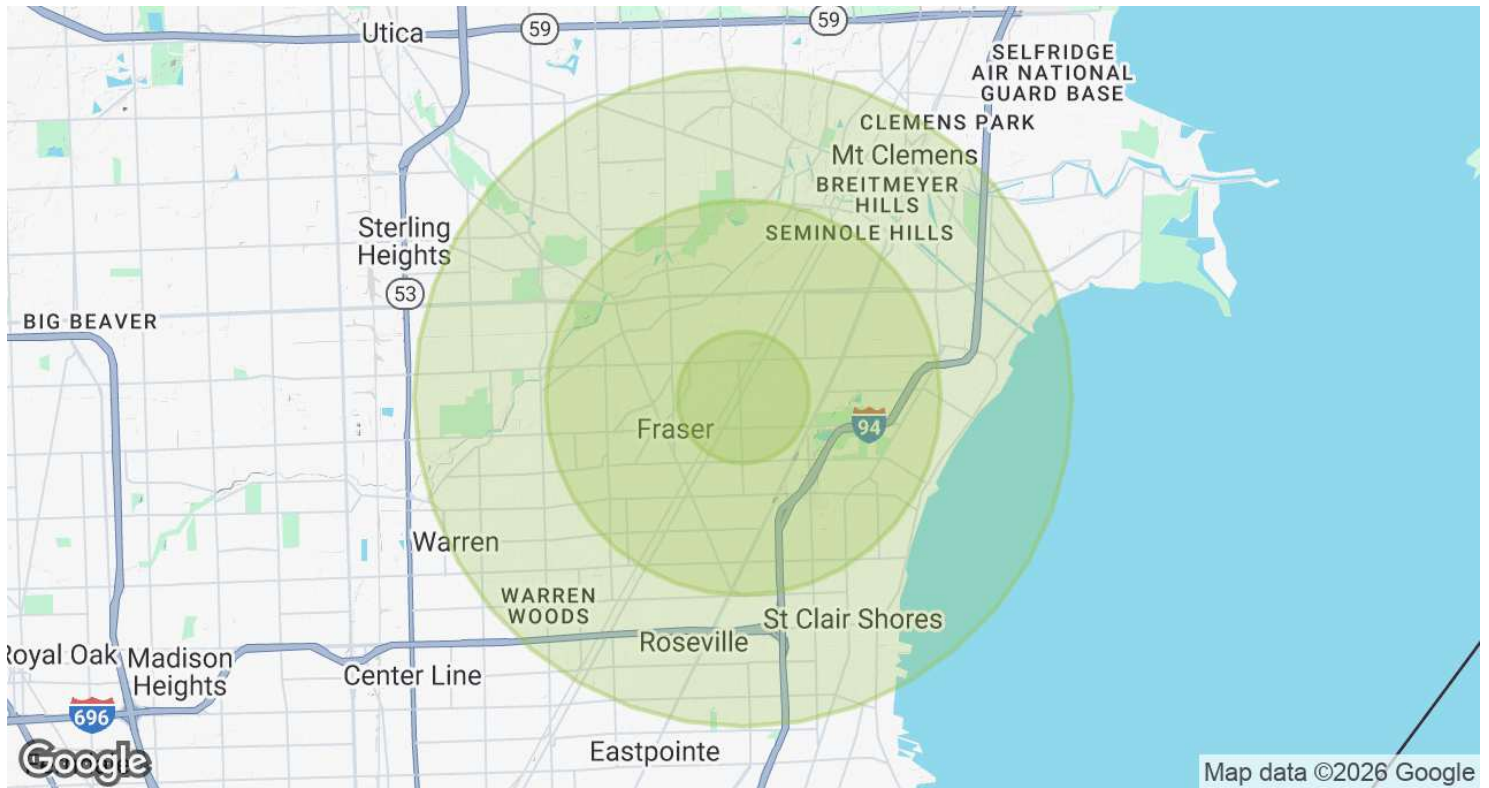 Utica
59
59
SELFRIDGE
AIR NATIONAL
GUARD BASE
CLEMENS PARK
Mt Clemens
BREITMEYER
HILLS
SEMINOLE HILLS
Sterling
Heights
53
BIG BEAVER
Fraser
94
Warren
WARREN
WOODS
St Clair Shores
Roseville
Royal Oak
Madison
Heights
Center Line
696
Eastpointe
Google
Map data ©2026 Google